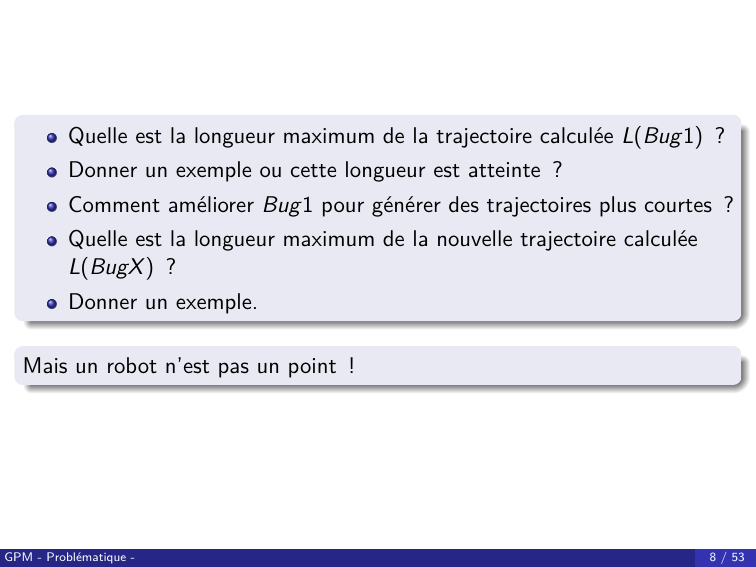 Quelle est la longueur maximum de la trajectoire calculée L(Bug1) ?
Donner un exemple ou cette longueur est atteinte ?
Comment améliorer Bug1 pour générer des trajectoires plus courtes ?
Quelle est la longueur maximum de la nouvelle trajectoire calculée
L(BugX) ?
Donner un exemple.
Mais un robot n'est pas un point !
GPM - Problématique -
8 / 53